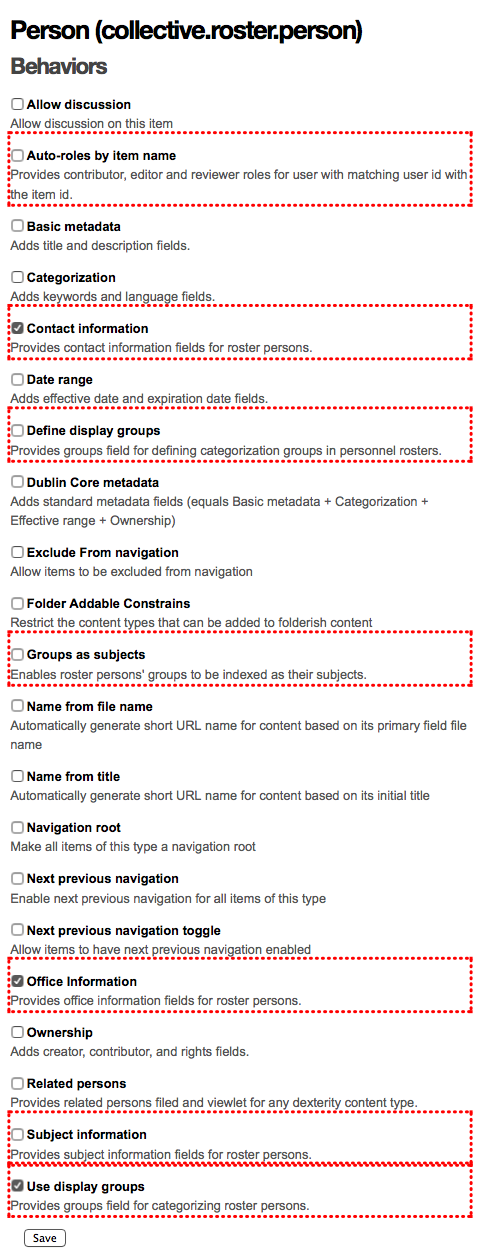 Person (collective.roster.person)
Behaviors
Allow discussion
Allow discussion on this item
Auto-roles by item name
Provides contributor, editor and reviewer roles for user with matching user id with
the item id.
Basic metadata
Adds title and description fields.
Categorization
Adds keywords and language fields.
Contact information
Provides contact information fields for roster persons.
Date range
Adds effective date and expiration date fields.
Define display groups
Provides groups field for defining categorization groups in personnel rosters.
Dublin Core metadata
Adds standard metadata fields (equals Basic metadata + Categorization +
Effective range + Ownership)
Exclude From navigation
Allow items to be excluded from navigation
Folder Addable Constrains
Restrict the content types that can be added to folderish content
Groups as subjects
Enables roster persons' groups to be indexed as their subjects.
Name from file name
Automatically generate short URL name for content based on its primary field file
name
Name from title
Automatically generate short URL name for content based on its initial title
Navigation root
Make all items of this type a navigation root
Next previous navigation
Enable next previous navigation for all items of this type
Next previous navigation toggle
Allow items to have next previous navigation enabled
Office Information
Provides office information fields for roster persons.
Ownership
Adds creator, contributor, and rights fields.
Related persons
Provides related persons filed and viewlet for any dexterity content type.
Subject information
Provides subject information fields for roster persons.
Use display groups
Provides groups field for categorizing roster persons.
Save